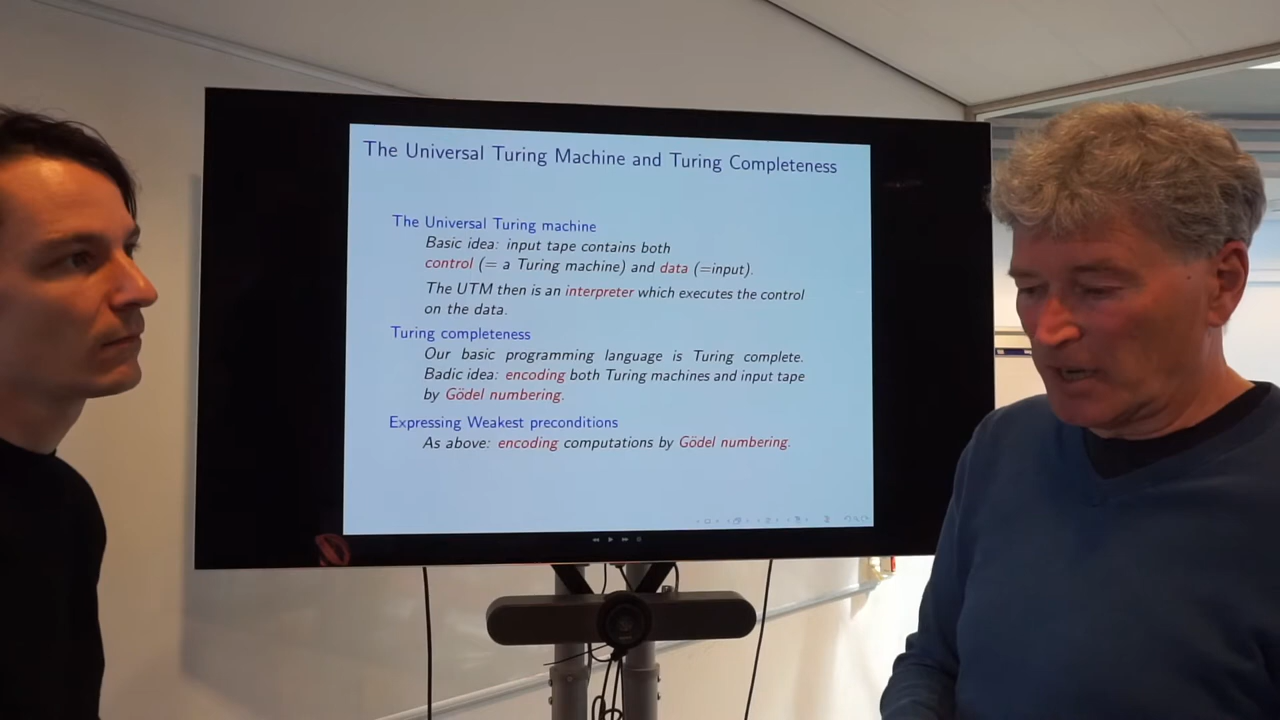 The Universal Turing Machine and Turing Completeness
The Universal Turing machine
Basic idea: input tape contains both
control (= a Turing machine) and data (=input).
The UTM then is an interpreter which executes the control
on the data.
Turing completeness
Our basic programming language is Turing complete.
Badic idea: encoding both Turing machines and input tape
by Gödel numbering.
Expressing Weakest preconditions
As above: encoding computations by Gödel numbering.